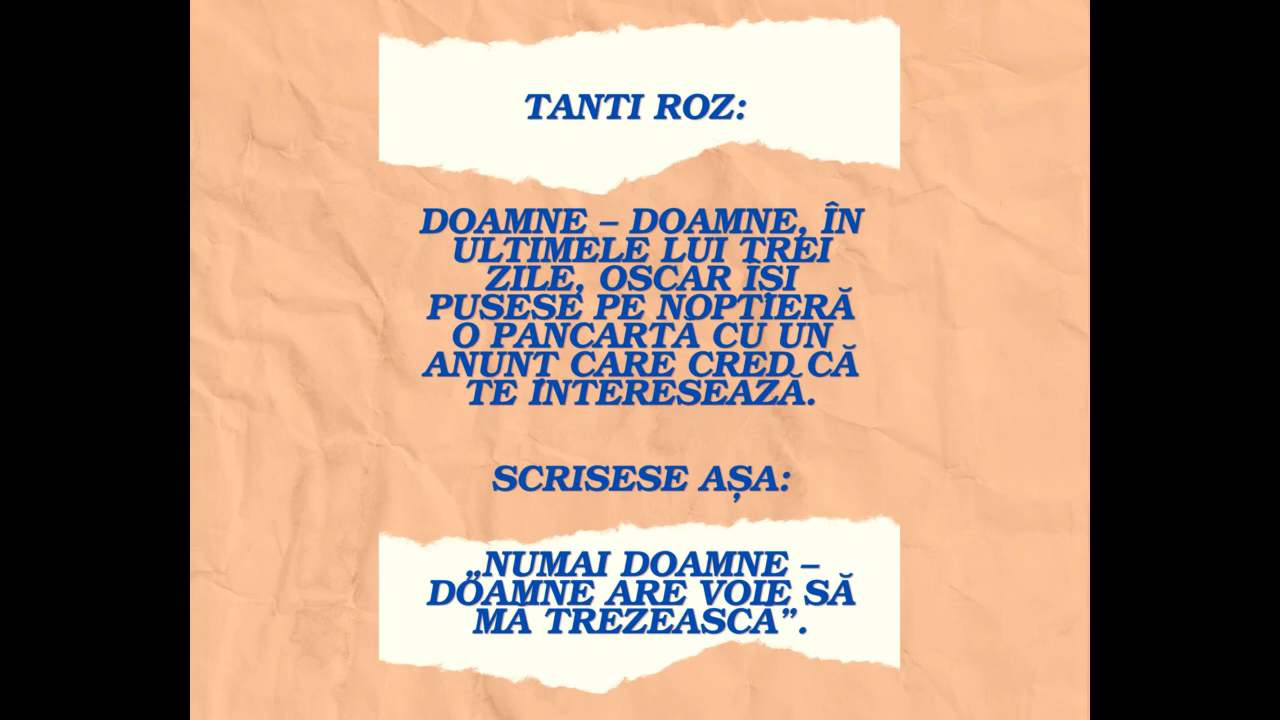 TANTI ROZ:
DOAMNE – DOAMNE, ÎN
ULTIMELE LUI TREI
ZILE, OSCAR ÎȘI
PUSESE PE NOPTIERĂ
O PANCARTĂ CU UN
ANUNȚ CARE CRED CĂ
TE INTERESEAZĂ.
SCRISESE AȘA:
„NUMAI DOAMNE –
DOAMNE ARE VOIE SĂ
MĂ TREZEASCĂ”.